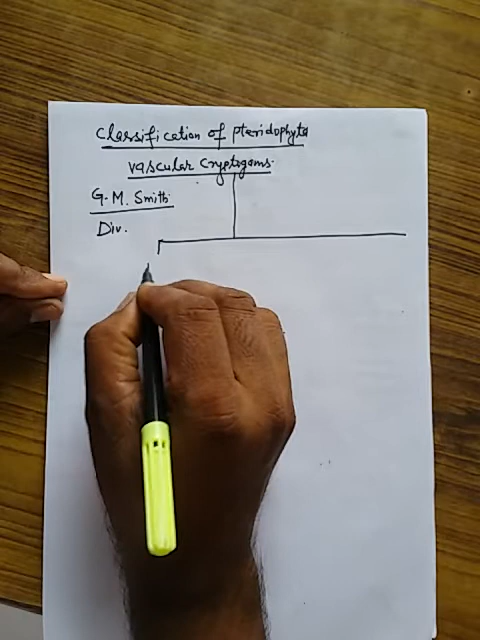 Classification of pteridophyta
vascular Cryptogams.
G. M. Smith
Div.